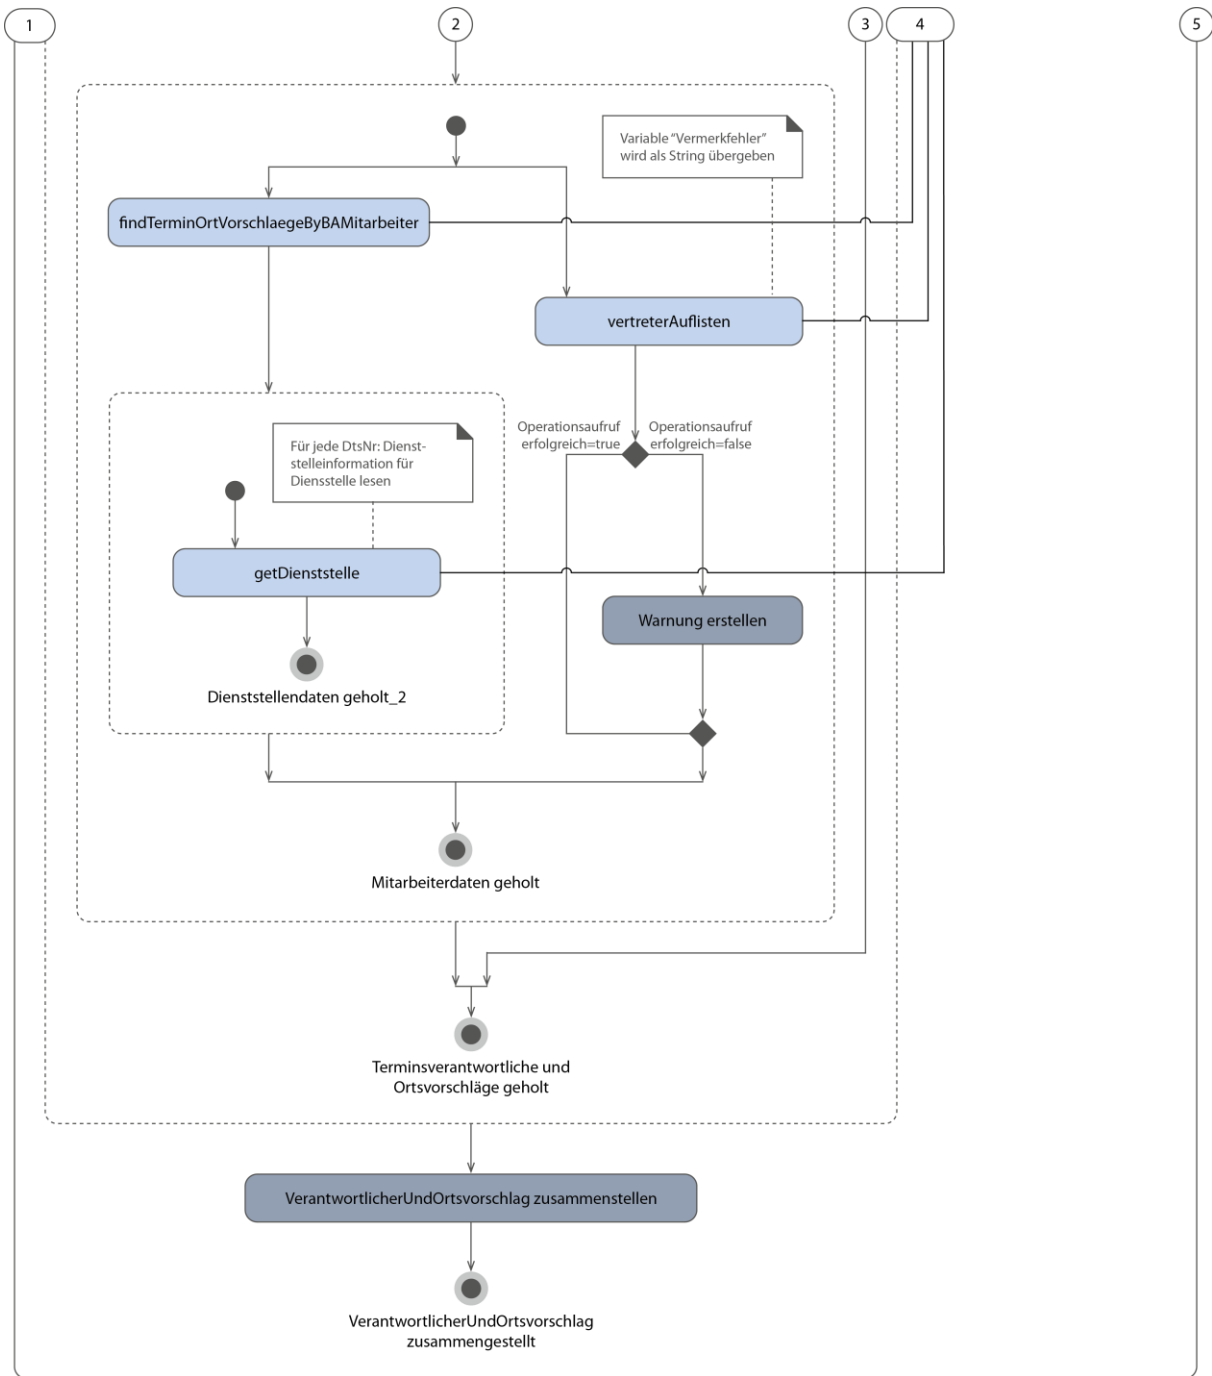 1
2
3
4
5
Variable “Vermerkfehler”
wird als String übergeben
findTerminOrtVorschlaegeByBAMitarbeiter
vertreterAuflisten
Operationsaufruf
erfolgreich=true
Operationsaufruf
erfolgreich=false
Für jede DtsNr: Dienst-
stelleinformation für
Diensstelle lesen
getDienststelle
Warnung erstellen
Dienststellendaten geholt_2
Mitarbeiterdaten geholt
Terminsverantwortliche und
Ortsvorschläge geholt
VerantwortlicherUndOrtsvorschlag zusammenstellen
VerantwortlicherUndOrtsvorschlag
zusammengestellt